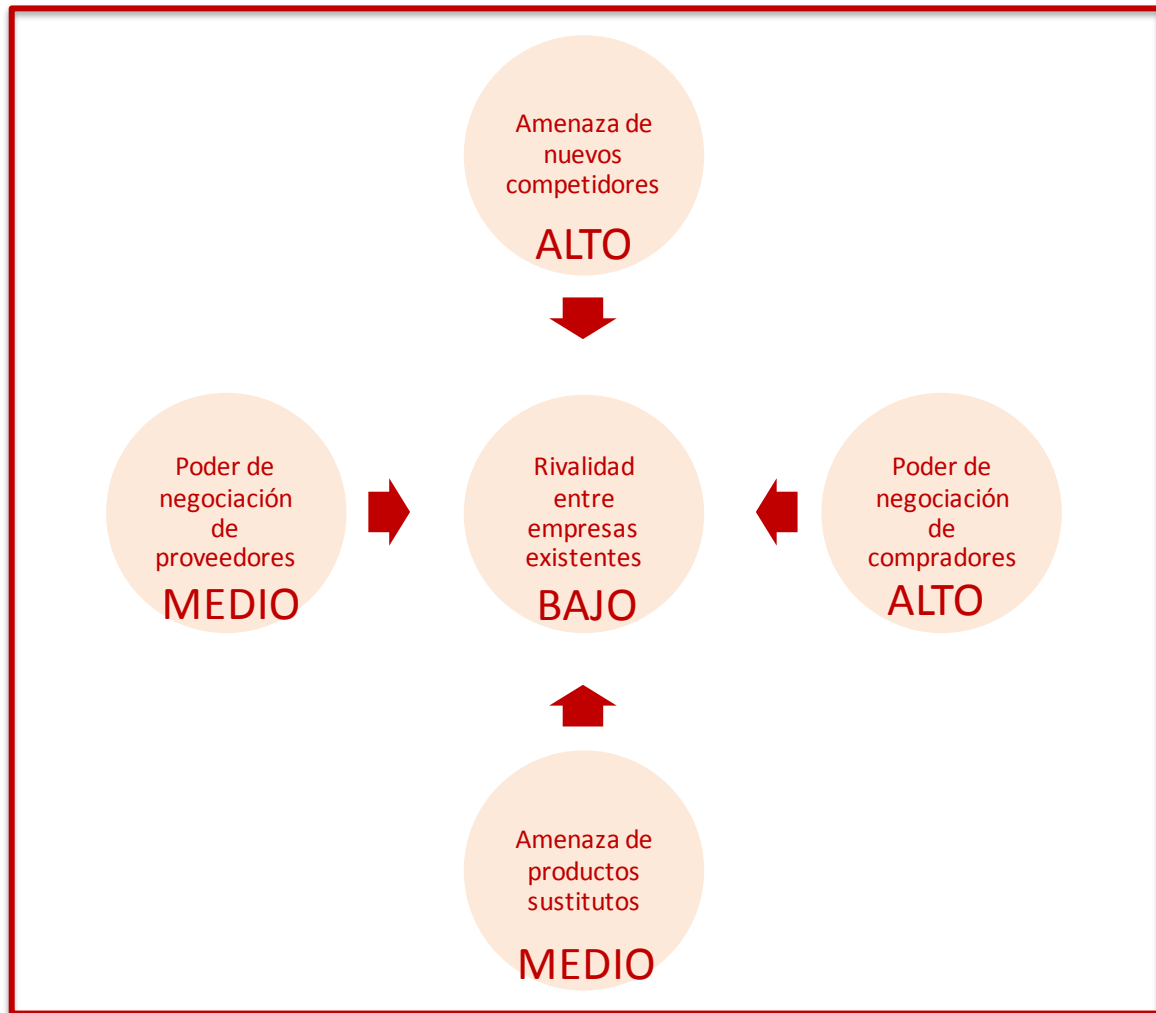 Amenaza de
nuevos
competidores
ALTO
Poder de
negociación
de
proveedores
MEDIO
Rivalidad
entre
empresas
existentes
BAJO
Poder de
negociación
de
compradores
ALTO
Amenaza de
productos
sustitutos
MEDIO